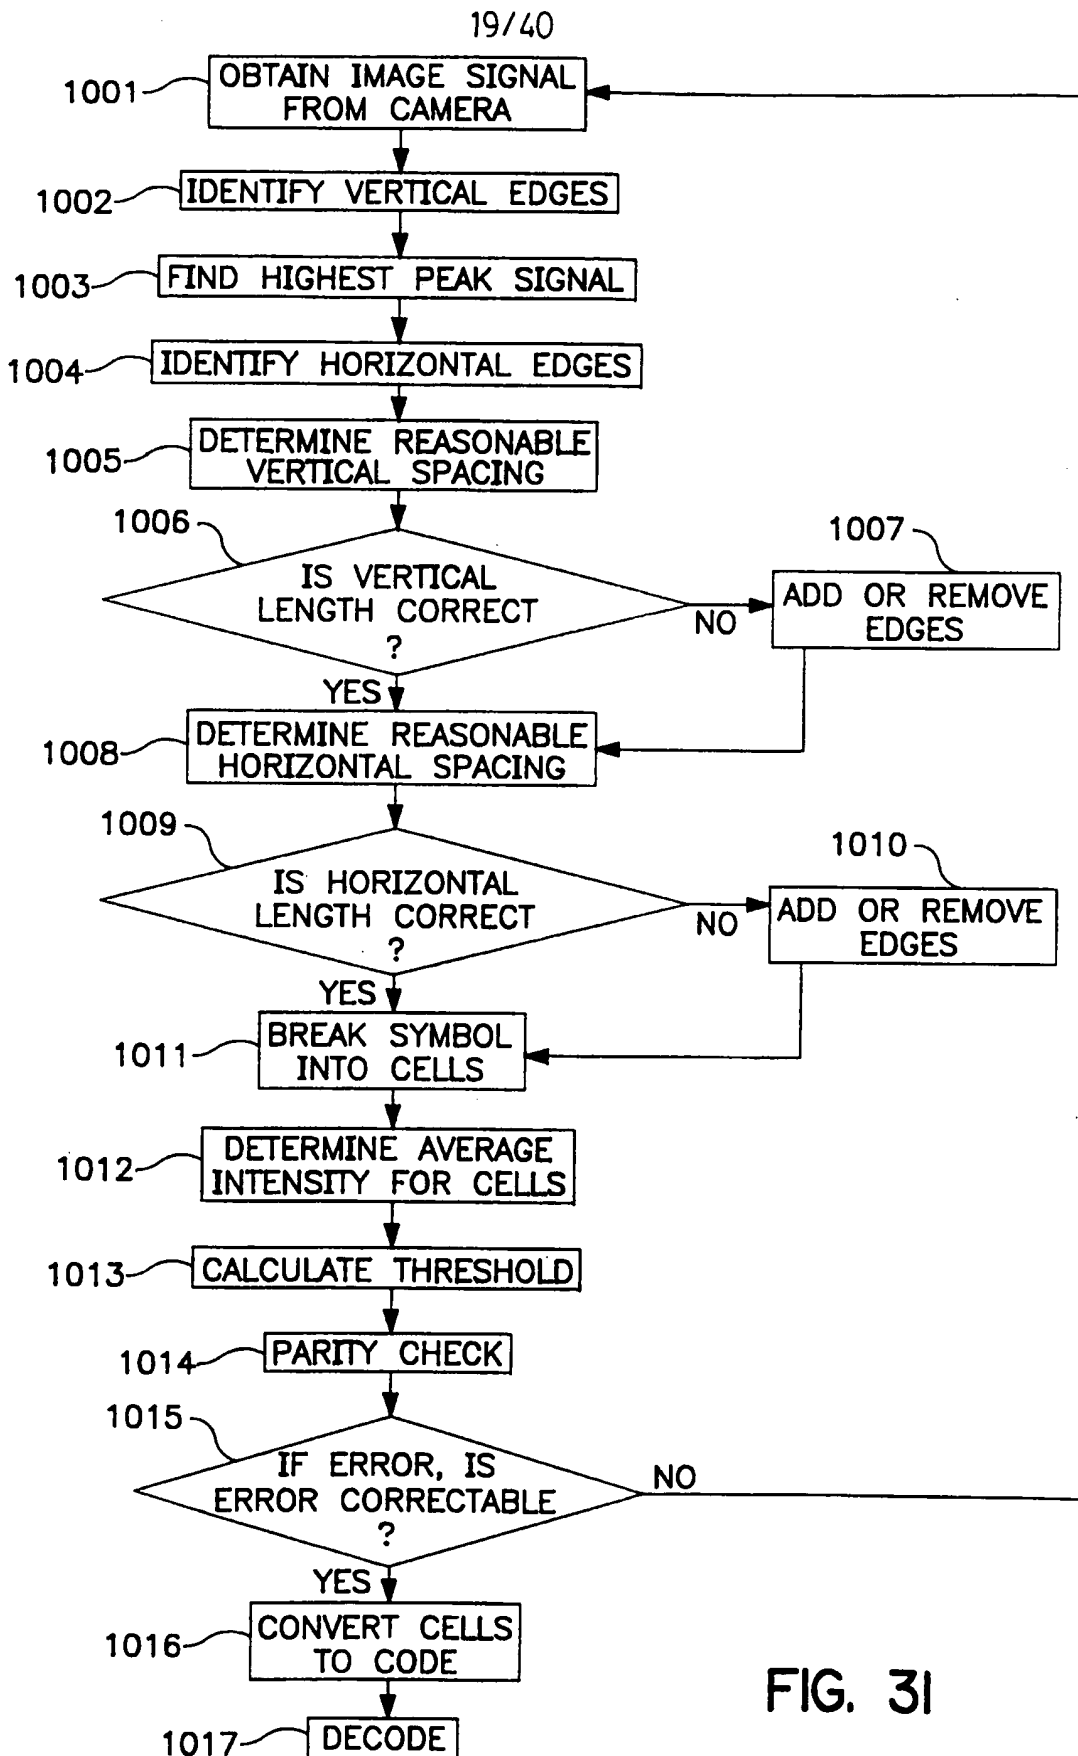 19/40
1001
OBTAIN IMAGE SIGNAL
FROM CAMERA
1002
IDENTIFY VERTICAL EDGES
1003
FIND HIGHEST PEAK SIGNAL
1004
IDENTIFY HORIZONTAL EDGES
1005
DETERMINE REASONABLE
VERTICAL SPACING
1006
IS VERTICAL
LENGTH CORRECT
?
NO
1007
ADD OR REMOVE
EDGES
YES
1008
DETERMINE REASONABLE
HORIZONTAL SPACING
1009
IS HORIZONTAL
LENGTH CORRECT
?
NO
1010
ADD OR REMOVE
EDGES
YES
1011
BREAK SYMBOL
INTO CELLS
1012
DETERMINE AVERAGE
INTENSITY FOR CELLS
1013
CALCULATE THRESHOLD
1014
PARITY CHECK
1015
IF ERROR, IS
ERROR CORRECTABLE
?
NO
YES
1016
CONVERT CELLS
TO CODE
1017
DECODE
FIG. 31